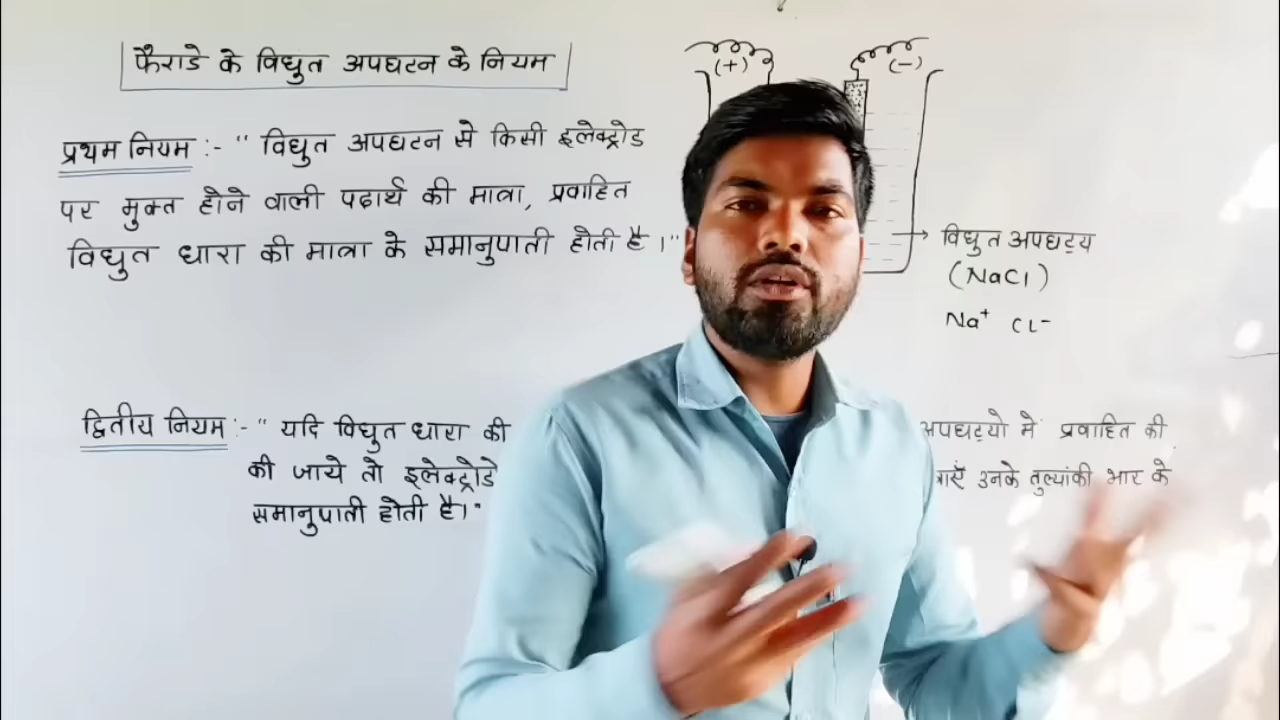 फैराडे के विधुत अपघटन के नियम
(+)
(-)
प्रथम नियम :- " विधुत अपघटन से किसी इलेक्ट्रोड
पर मुक्त होने वाली पदार्थ की मात्रा, प्रवाहित
विधुत धारा की मात्रा के समानुपाती होती है ।"
विधुत अपघट्य
(NaCl)
Na⁺ Cl⁻
द्वितीय नियम :- " यदि विधुत धारा की
अपघट्यो में प्रवाहित की
की जाये तो इलेक्ट्रोडो
उनके तुल्यांकी भार के
समानुपाती होती है।"